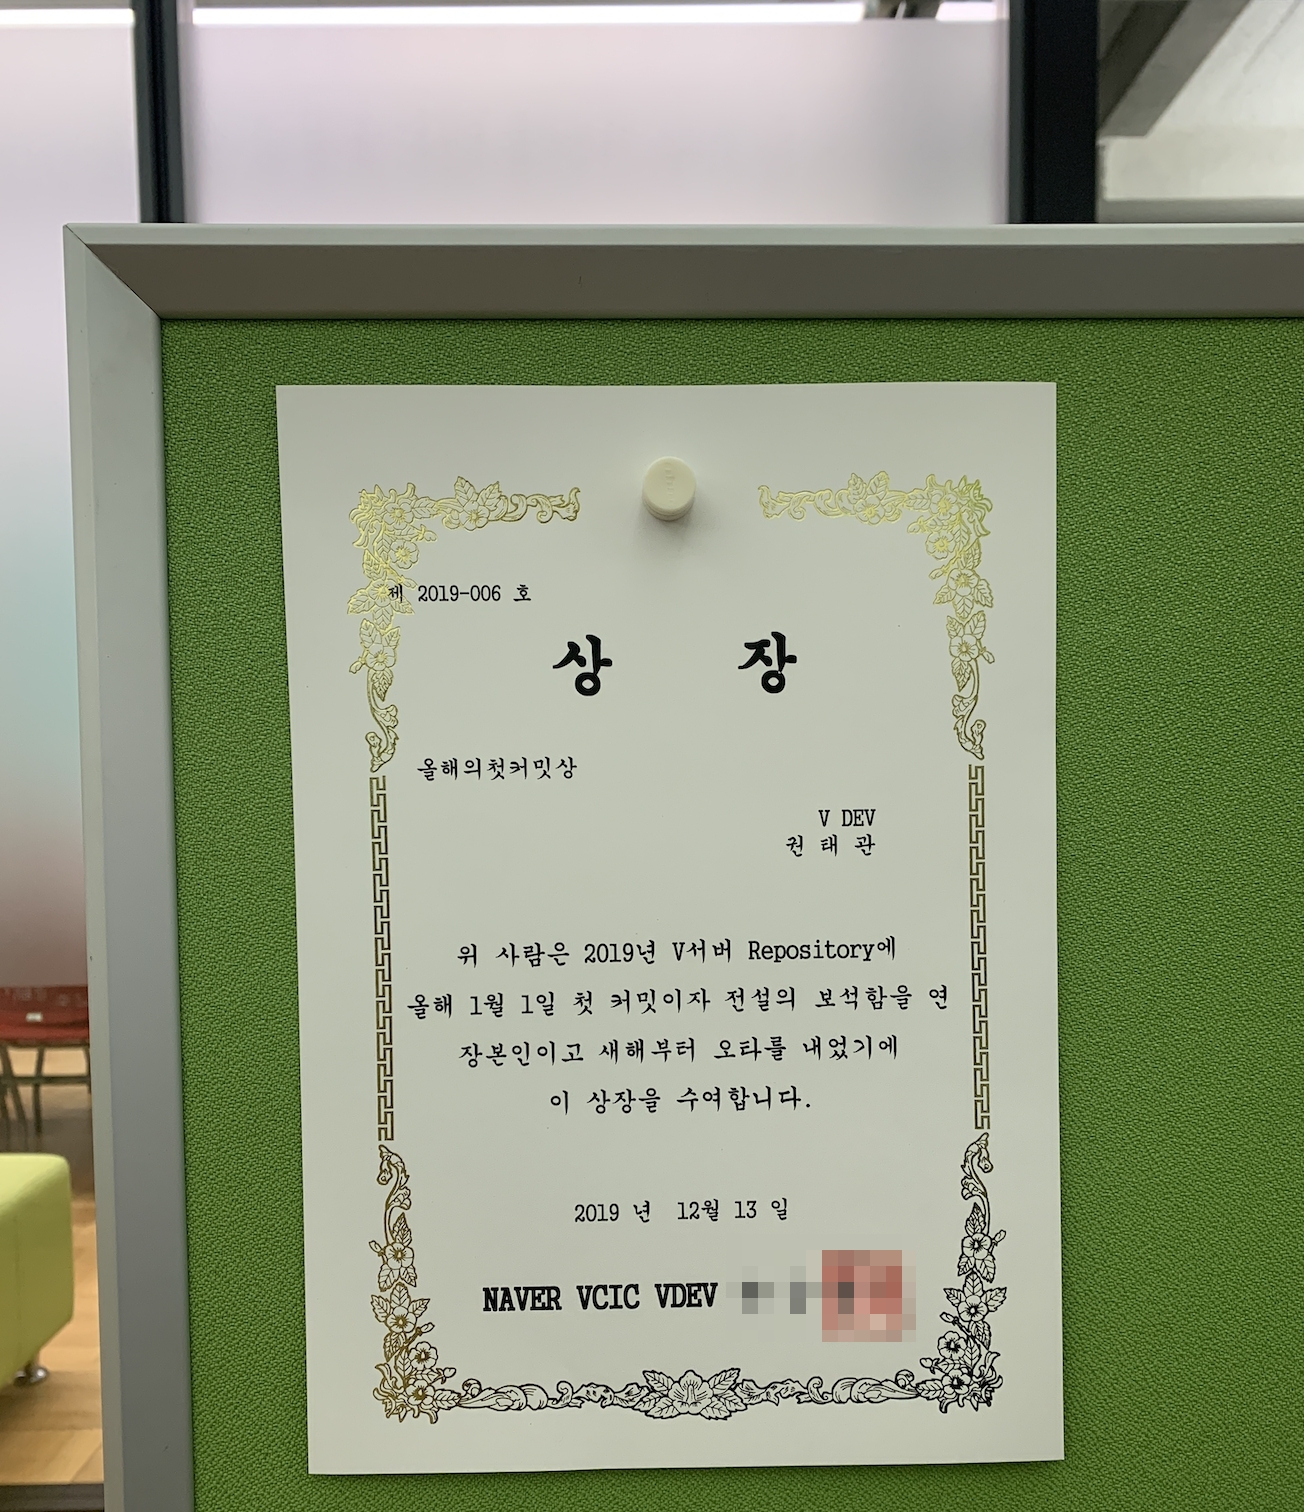 제 2019-006 호
상 장
올해의첫커밋상
V DEV
권 태 관
위 사람은 2019년 V서버 Repository에
올해 1월 1일 첫 커밋이자 전설의 보석함을 연
장본인이고 새해부터 오타를 내었기에
이 상장을 수여합니다.
2019 년 12월 13 일
NAVER VCIC VDEV